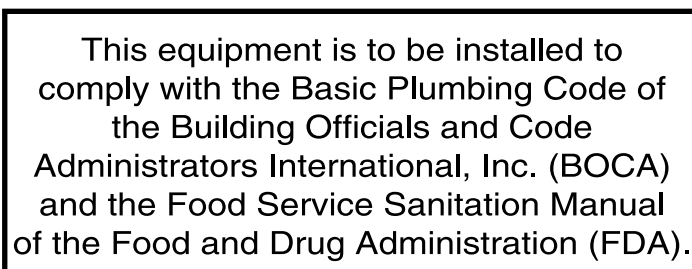 This equipment is to be installed to
comply with the Basic Plumbing Code of
the Building Officials and Code
Administrators International, Inc. (BOCA)
and the Food Service Sanitation Manual
of the Food and Drug Administration (FDA).